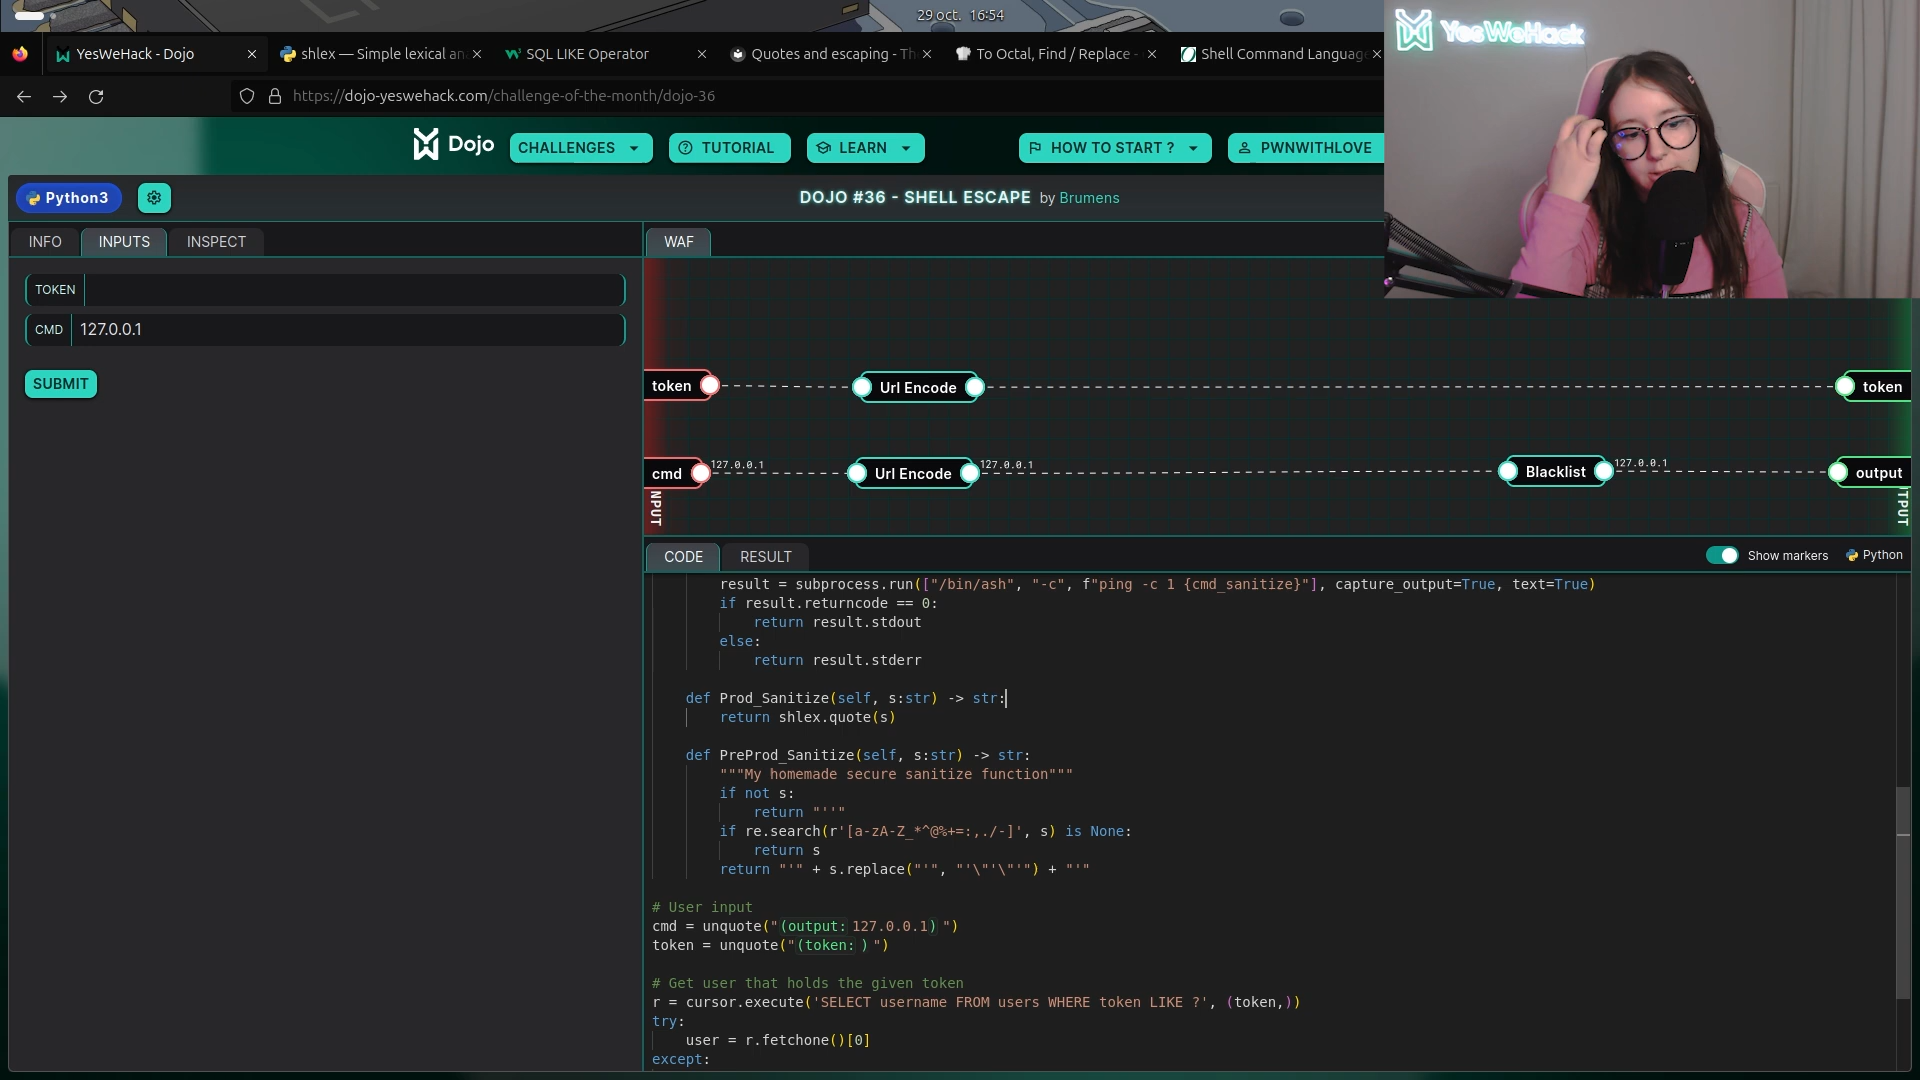 29 oct. 16:54
YesWeHack
YesWeHack - Dojo
shlex — Simple lexical an
SQL LIKE Operator
Quotes and escaping - Th
To Octal, Find / Replace -
Shell Command Language
https://dojo-yeswehack.com/challenge-of-the-month/dojo-36
Dojo
CHALLENGES
TUTORIAL
LEARN
HOW TO START ?
PWNWITHLOVE
Python3
DOJO #36 - SHELL ESCAPE by Brumens
INFO
INPUTS
INSPECT
WAF
TOKEN
CMD 127.0.0.1
SUBMIT
token
Url Encode
token
cmd
127.0.0.1
Url Encode
127.0.0.1
Blacklist
127.0.0.1
output
NPUT
TPUT
CODE
RESULT
Show markers
Python
result = subprocess.run(["/bin/ash", "-c", f"ping -c 1 {cmd_sanitize}"], capture_output=True, text=True)
if result.returncode == 0:
return result.stdout
else:
return result.stderr
def Prod_Sanitize(self, s:str) -> str:
return shlex.quote(s)
def PreProd_Sanitize(self, s:str) -> str:
"""My homemade secure sanitize function"""
if not s:
return "''"
if re.search(r'[a-zA-Z_*^@%+=:,./-]', s) is None:
return s
return "'" + s.replace("'", "'\"'\"'") + "'"
# User input
cmd = unquote("(output: 127.0.0.1) ")
token = unquote("(token: ) ")
# Get user that holds the given token
r = cursor.execute('SELECT username FROM users WHERE token LIKE ?', (token,))
try:
user = r.fetchone()[0]
except: